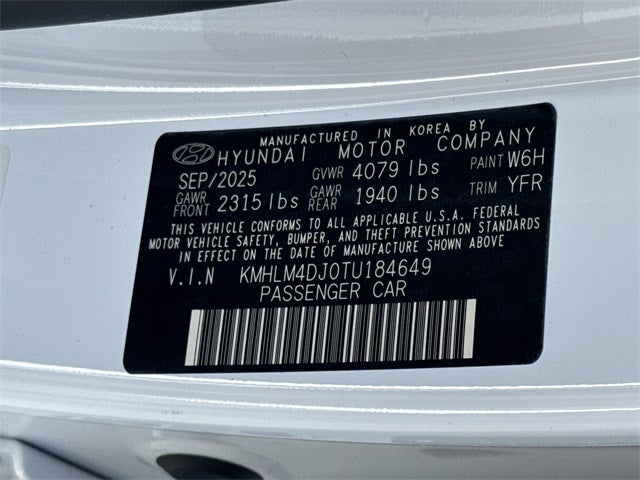 MANUFACTURED IN KOREA BY
HYUNDAI MOTOR COMPANY
SEP/2025 GVWR 4079 lbs PAINT W6H
GAWR FRONT 2315 lbs GAWR REAR 1940 lbs TRIM YFR
THIS VEHICLE CONFORMS TO ALL APPLICABLE U.S.A. FEDERAL
MOTOR VEHICLE SAFETY, BUMPER, AND THEFT PREVENTION
STANDARDS IN EFFECT ON THE DATE OF MANUFACTURE SHOWN ABOVE
V.I.N KMHLM4DJ0TU184649
PASSENGER CAR